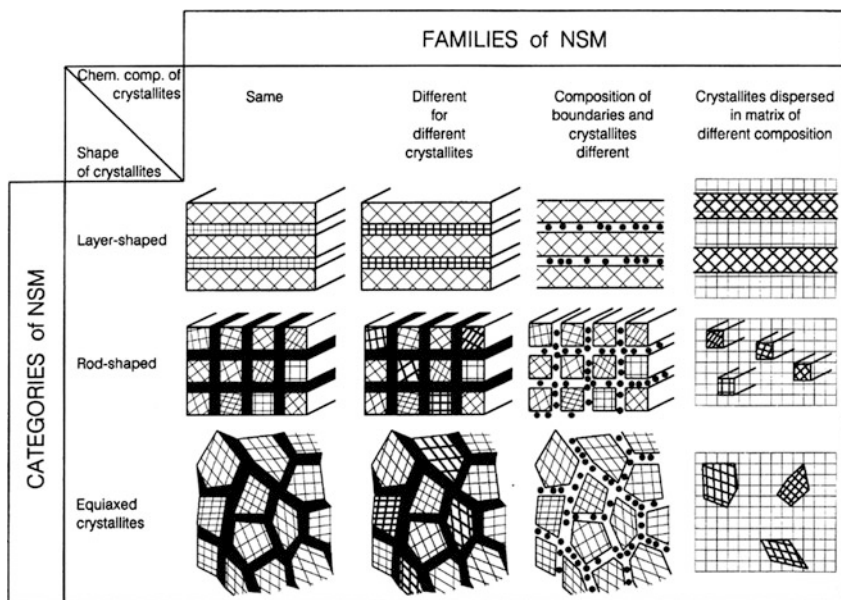 FAMILIES of NSM
Chem. comp. of
crystallites
Shape
of crystallites
Same
Different
for
different
crystallites
Composition of
boundaries and
crystallites
different
Crystallites dispersed
in matrix of
different composition
CATEGORIES of NSM
Layer-shaped
Rod-shaped
Equiaxed
crystallites